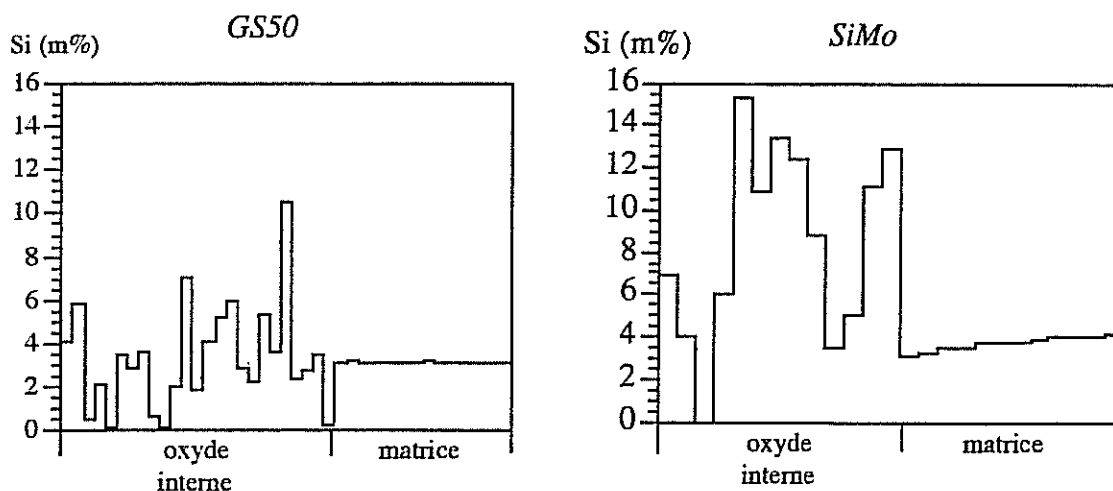 GS50
Si (m%)
16
14
12
10
8
6
4
2
0
oxyde
interne
matrice
SiMo
Si (m%)
16
14
12
10
8
6
4
2
0
oxyde
interne
matrice